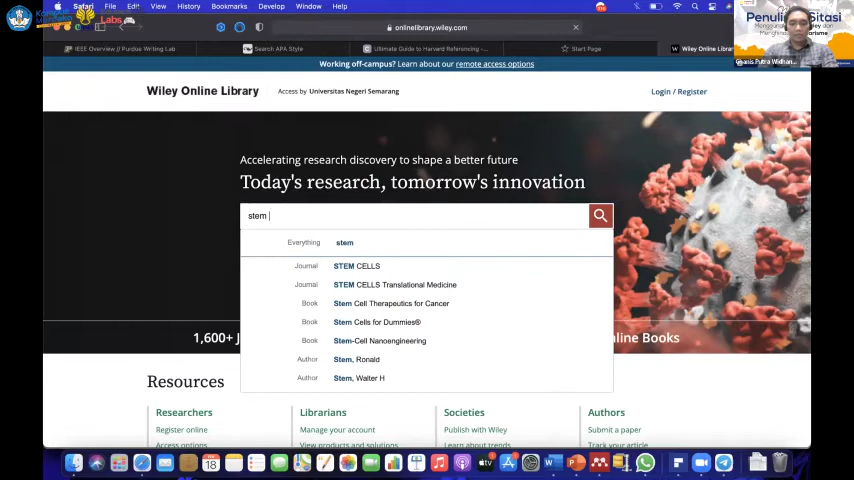 Safari File Edit View History Bookmarks Develop Window Help
Labs
onlinelibrary.wiley.com
IEEE Overview // Purdue Writing Lab
Search APA Style
Ultimate Guide to Harvard Referencing -...
Start Page
Wiley Online Librar
Penulisan Sitasi
Working off-campus? Learn about our remote access options
Wiley Online Library
Access by Universitas Negeri Semarang
Login / Register
Accelerating research discovery to shape a better future
Today's research, tomorrow's innovation
stem
Everything stem
Journal STEM CELLS
Journal STEM CELLS Translational Medicine
Book Stem Cell Therapeutics for Cancer
Book Stem Cells for Dummies®
Book Stem-Cell Nanoengineering
Author Stem, Ronald
Author Stem, Walter H
1,600+ J
nline Books
Resources
Researchers
Register online
Access options
Librarians
Manage your account
View products and solutions
Societies
Publish with Wiley
Learn about trends
Authors
Submit a paper
Track your article
18